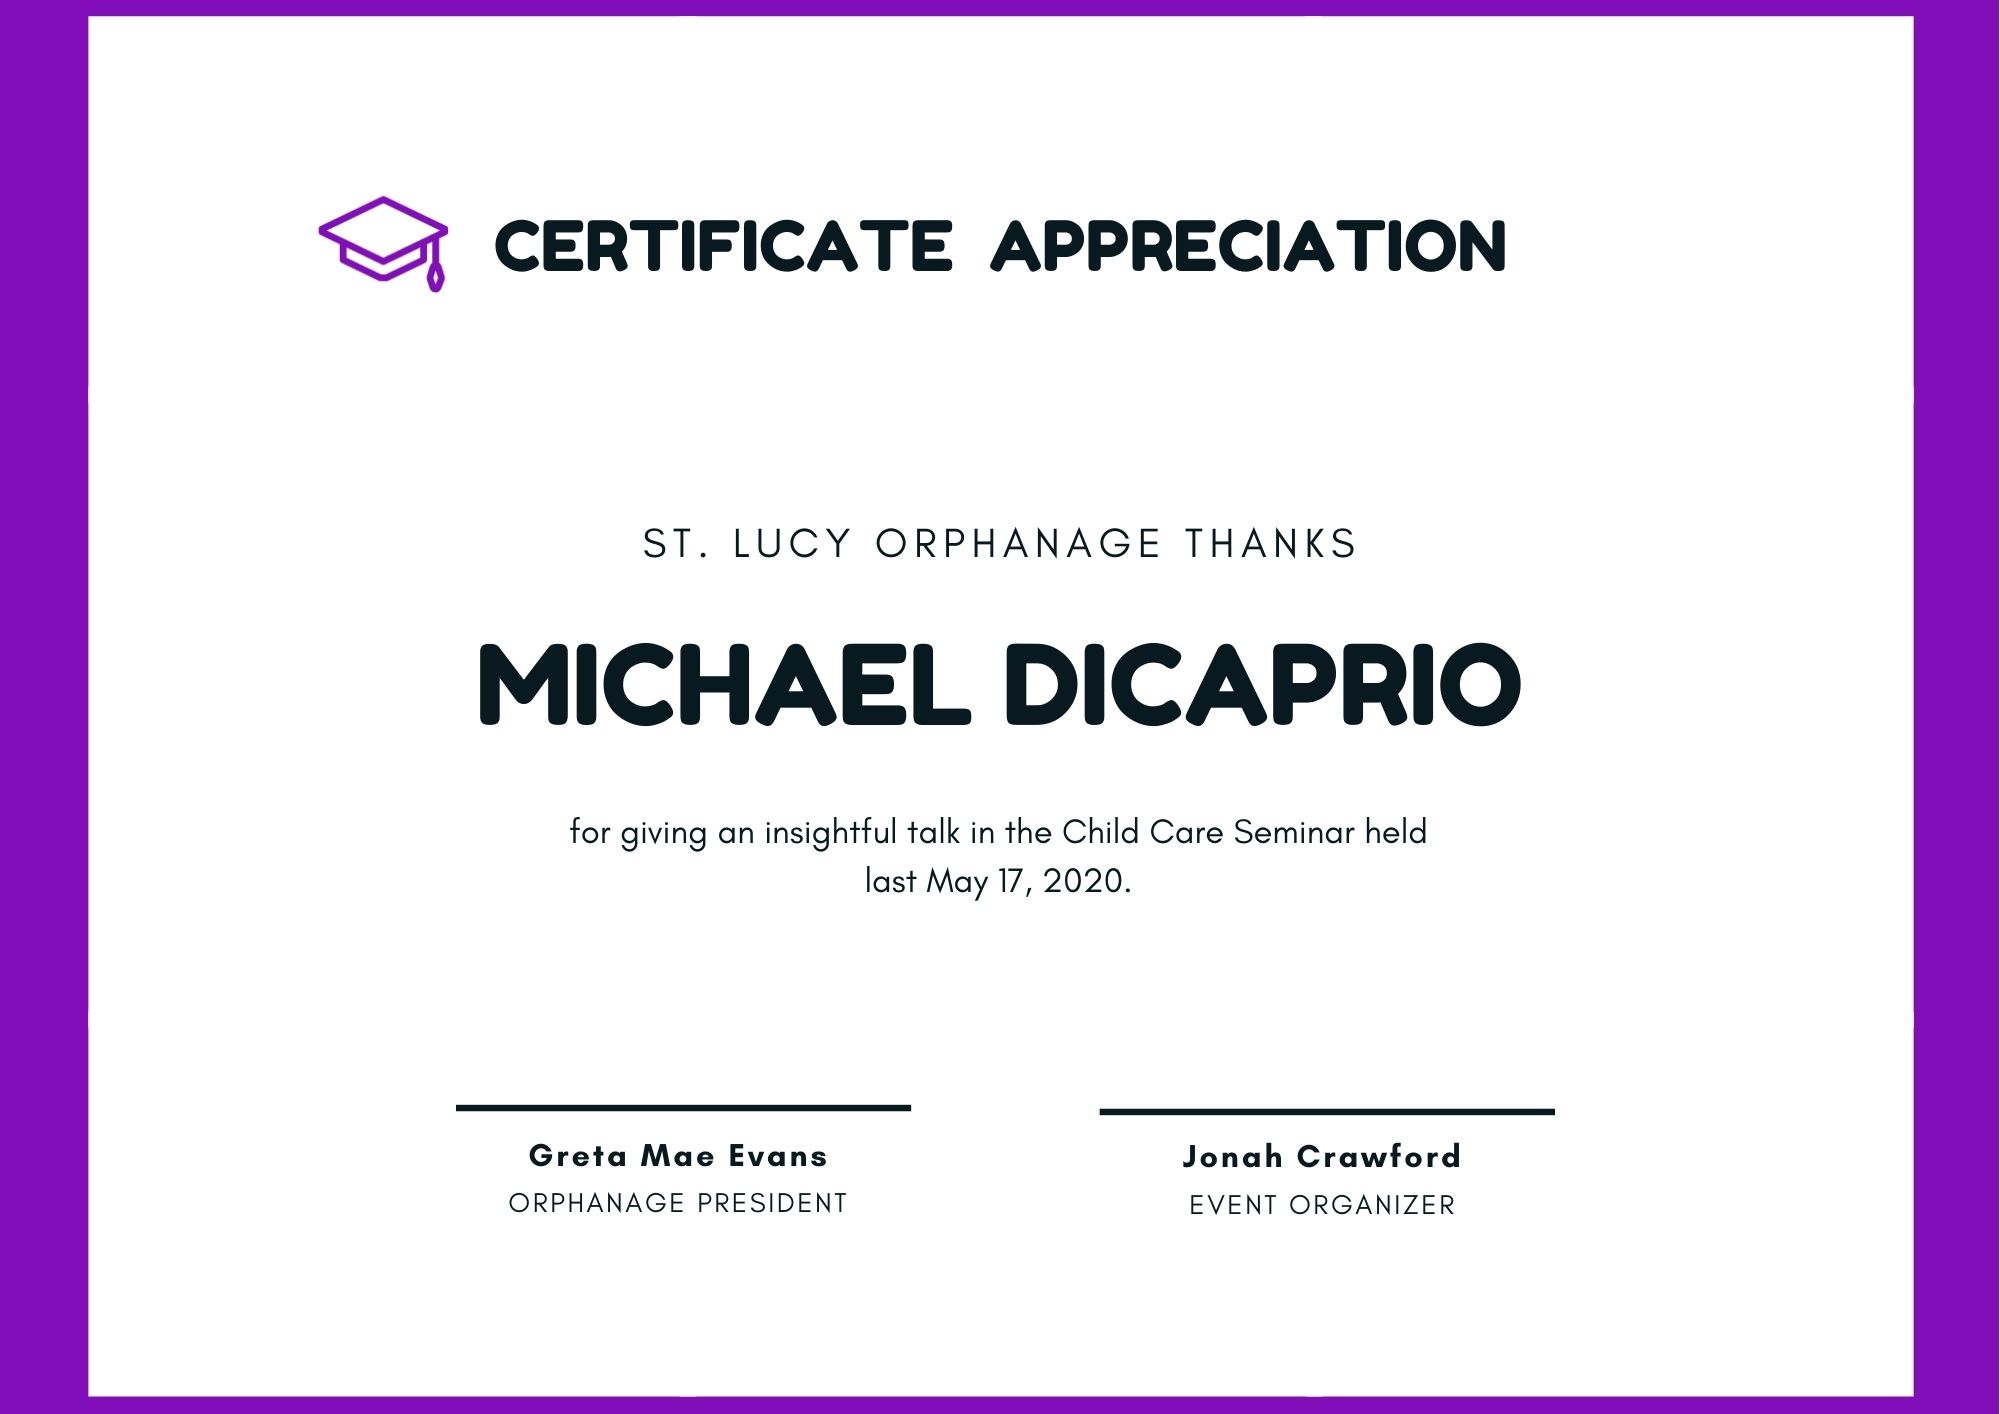 CERTIFICATE APPRECIATION
ST. LUCY ORPHANAGE THANKS
MICHAEL DICAPRIO
for giving an insightful talk in the Child Care Seminar held
last May 17, 2020.
Greta Mae Evans
ORPHANAGE PRESIDENT
Jonah Crawford
EVENT ORGANIZER